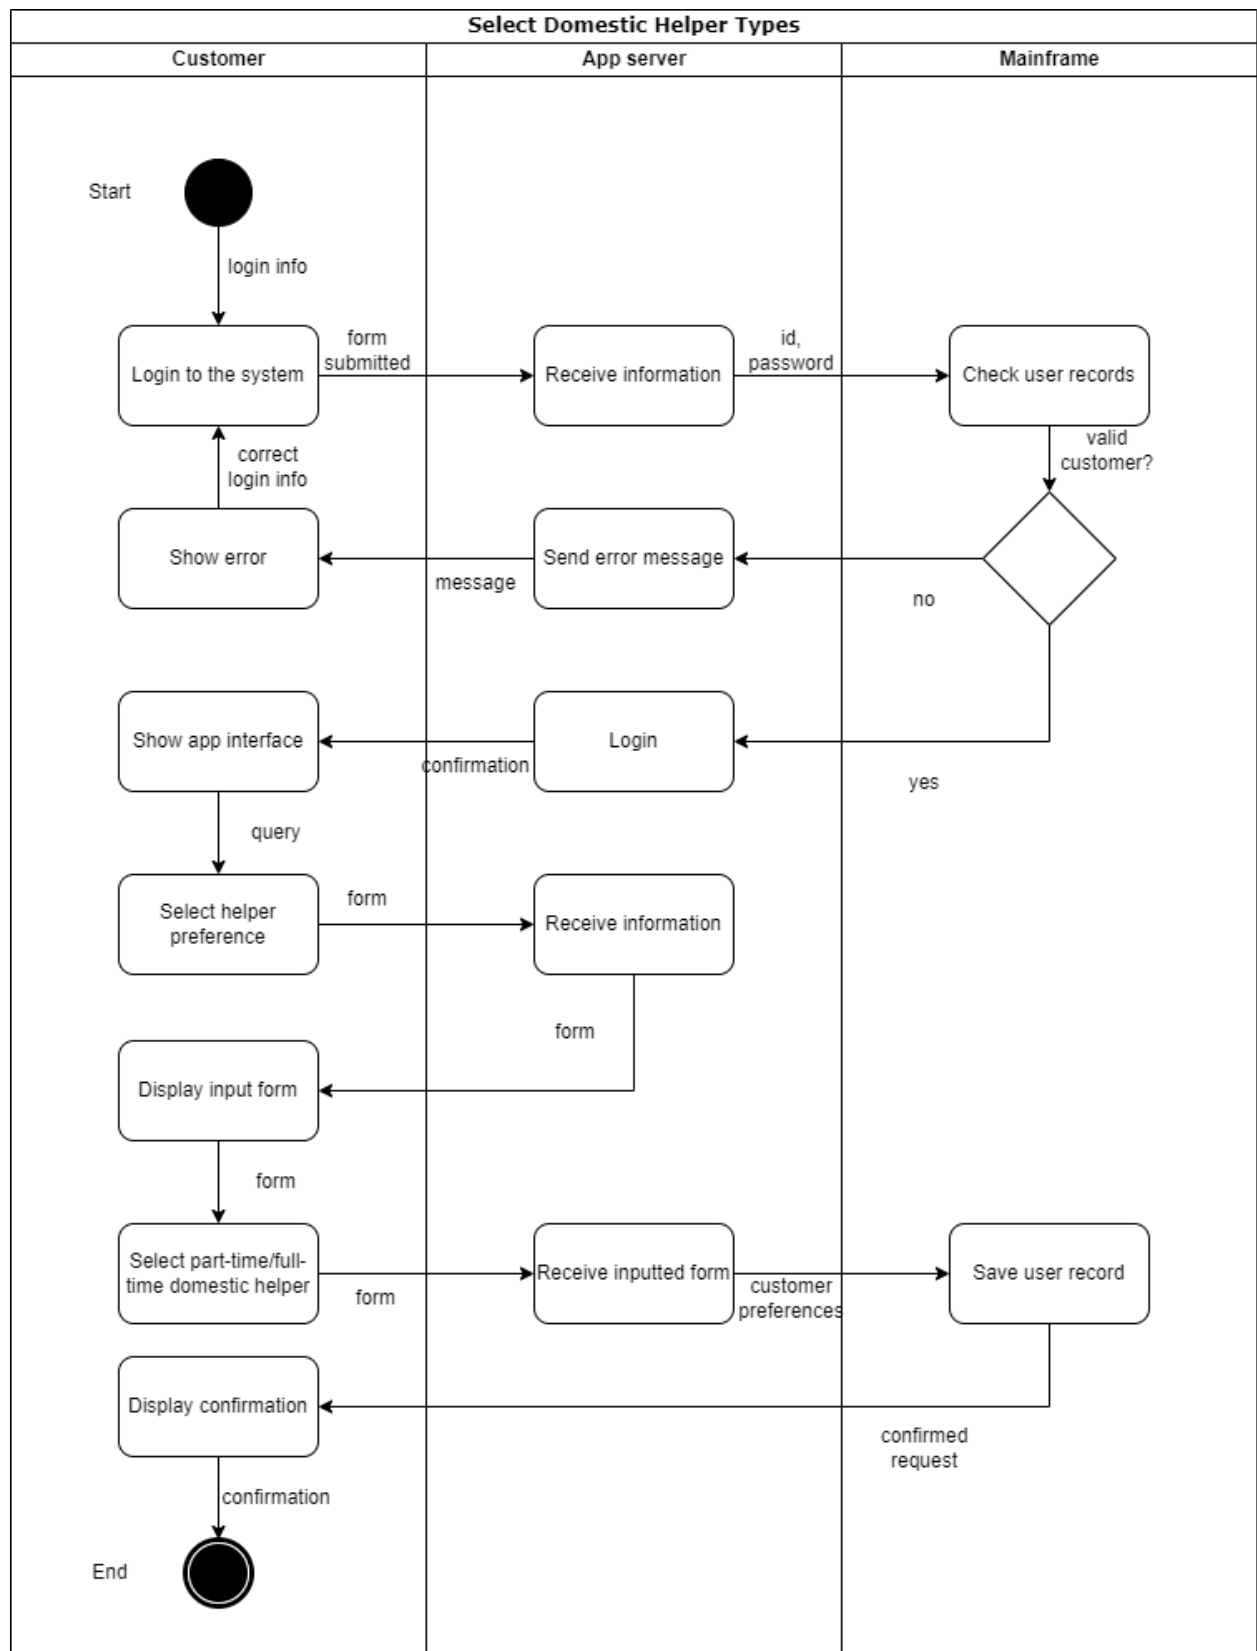 Select Domestic Helper Types
Customer
App server
Mainframe
Start
login info
Login to the system
form
submitted
Receive information
id,
password
Check user records
correct
login info
valid
customer?
Show error
message
Send error message
no
Show app interface
confirmation
Login
yes
query
Select helper
preference
form
Receive information
form
Display input form
form
Select part-time/full-
time domestic helper
form
Receive inputted form
customer
preferences
Save user record
Display confirmation
confirmed
request
confirmation
End